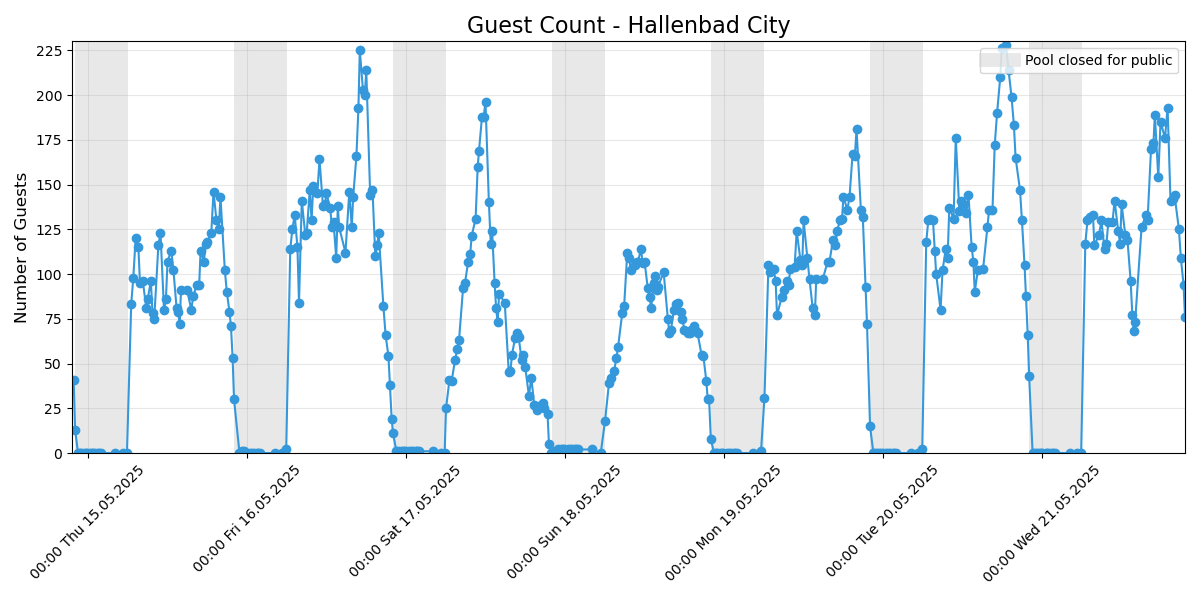 Guest Count - Hallenbad City
Pool closed for public
Number of Guests
225
200
175
150
125
100
75
50
25
0
00:00 Thu 15.05.2025
00:00 Fri 16.05.2025
00:00 Sat 17.05.2025
00:00 Sun 18.05.2025
00:00 Mon 19.05.2025
00:00 Tue 20.05.2025
00:00 Wed 21.05.2025